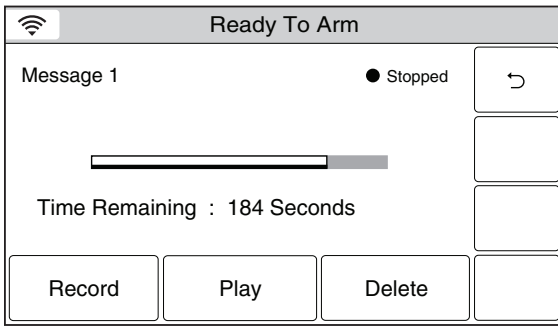 Ready To Arm
Message 1
Stopped
Time Remaining : 184 Seconds
Record
Play
Delete